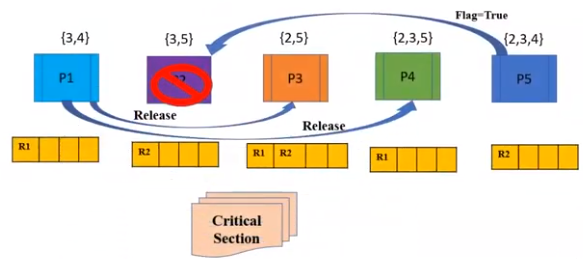 Flag=True
{3,4} {3,5} {2,5} {2,3,5} {2,3,4}
P1 P3 P4 P5
Release
Release
R1 R2 R1 R2 R1 R2
Critical
Section